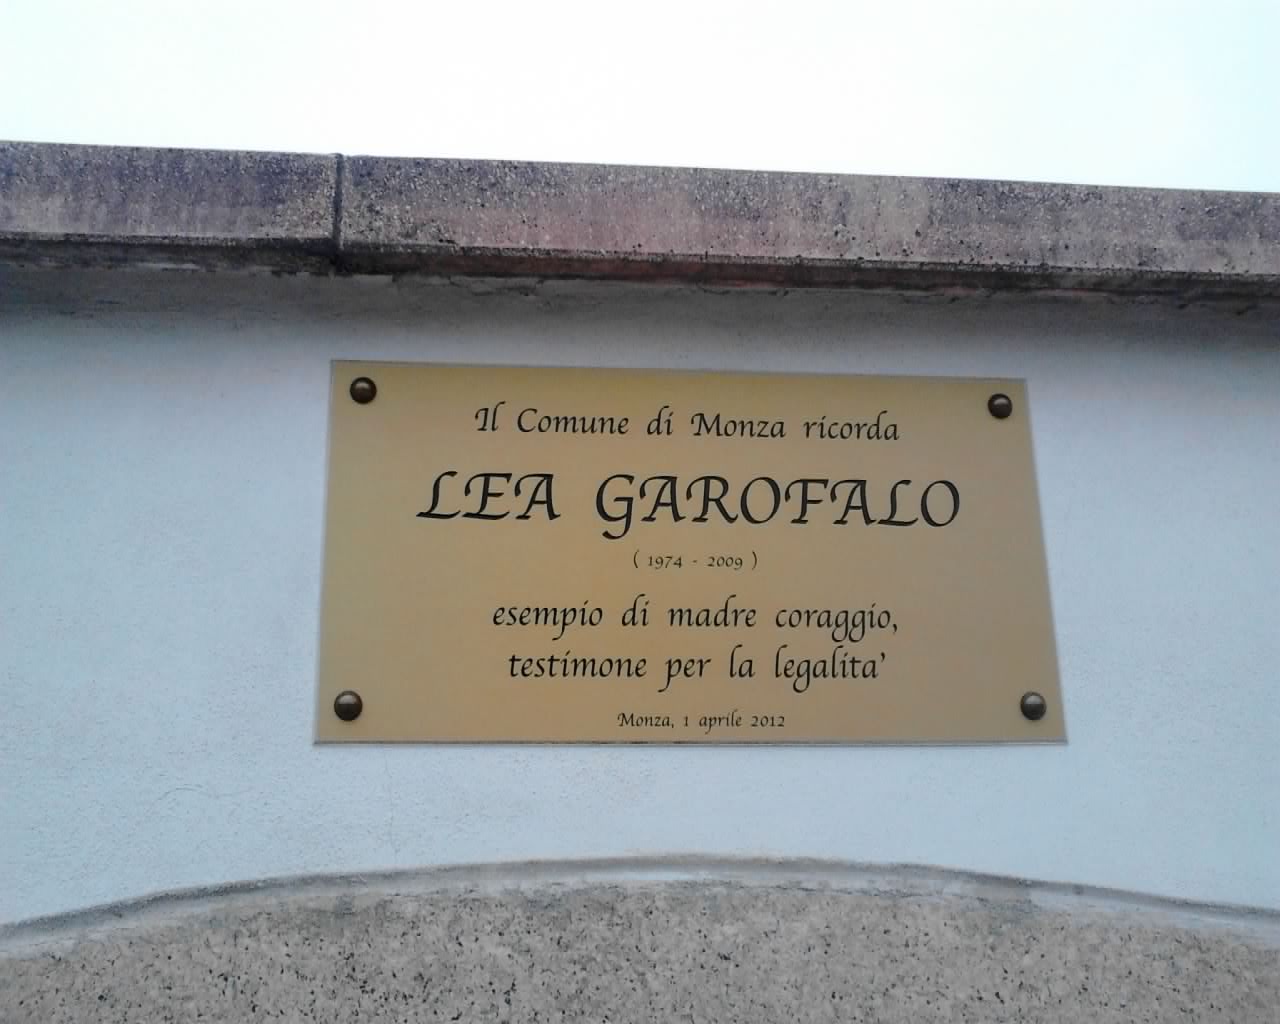 Il Comune di Monza ricorda
LEA GAROFALO
( 1974 - 2009 )
esempio di madre coraggio,
testimone per la legalita'
Monza, 1 aprile 2012